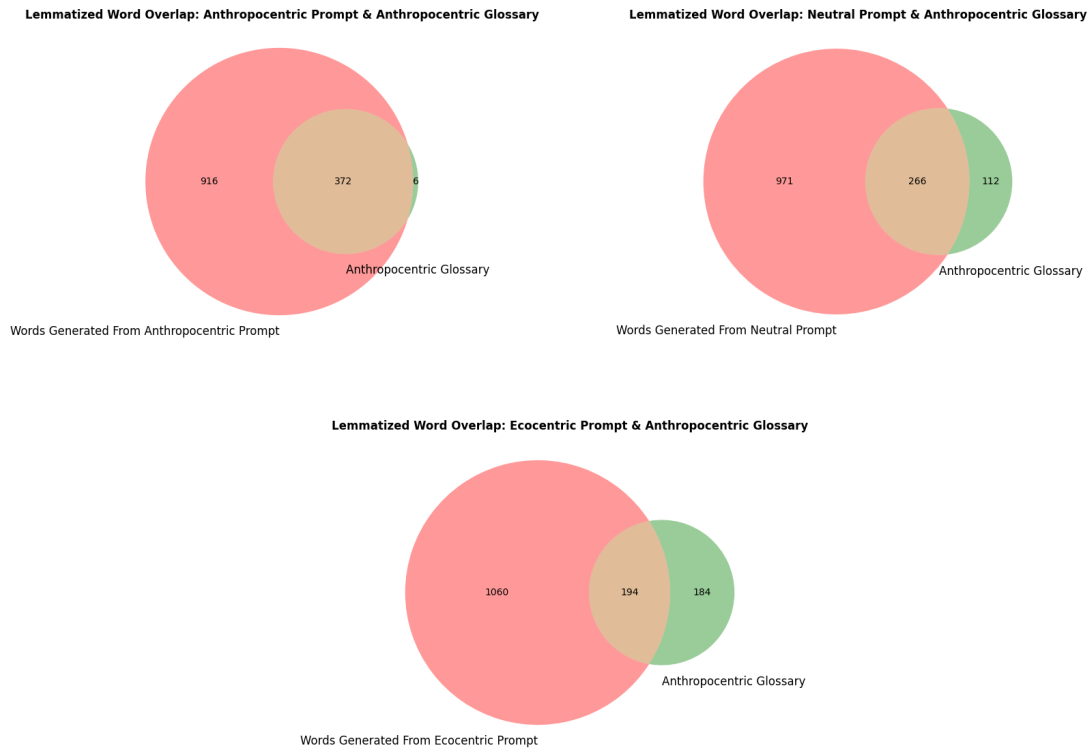 Lemmatized Word Overlap: Anthropocentric Prompt & Anthropocentric Glossary
916
372
6
Anthropocentric Glossary
Words Generated From Anthropocentric Prompt
Lemmatized Word Overlap: Neutral Prompt & Anthropocentric Glossary
971
266
112
Anthropocentric Glossary
Words Generated From Neutral Prompt
Lemmatized Word Overlap: Ecocentric Prompt & Anthropocentric Glossary
1060
194
184
Anthropocentric Glossary
Words Generated From Ecocentric Prompt